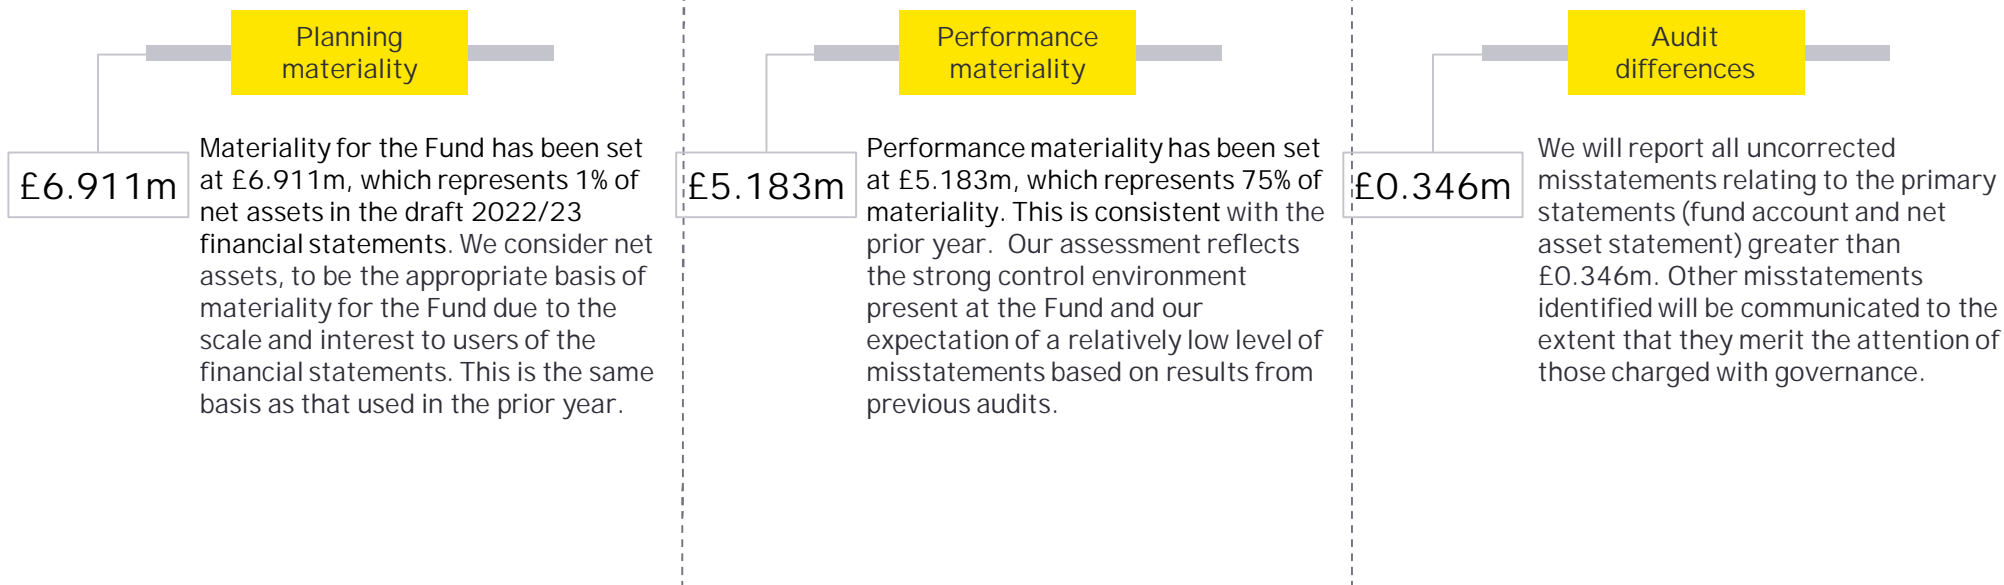 Planning
materiality
£6.911m
Materiality for the Fund has been set
at £6.911m, which represents 1% of
net assets in the draft 2022/23
financial statements. We consider net
assets, to be the appropriate basis of
materiality for the Fund due to the
scale and interest to users of the
financial statements. This is the same
basis as that used in the prior year.
Performance
materiality
£5.183m
Performance materiality has been set
at £5.183m, which represents 75% of
materiality. This is consistent with the
prior year. Our assessment reflects
the strong control environment
present at the Fund and our
expectation of a relatively low level of
misstatements based on results from
previous audits.
Audit
differences
£0.346m
We will report all uncorrected
misstatements relating to the primary
statements (fund account and net
asset statement) greater than
£0.346m. Other misstatements
identified will be communicated to the
extent that they merit the attention of
those charged with governance.